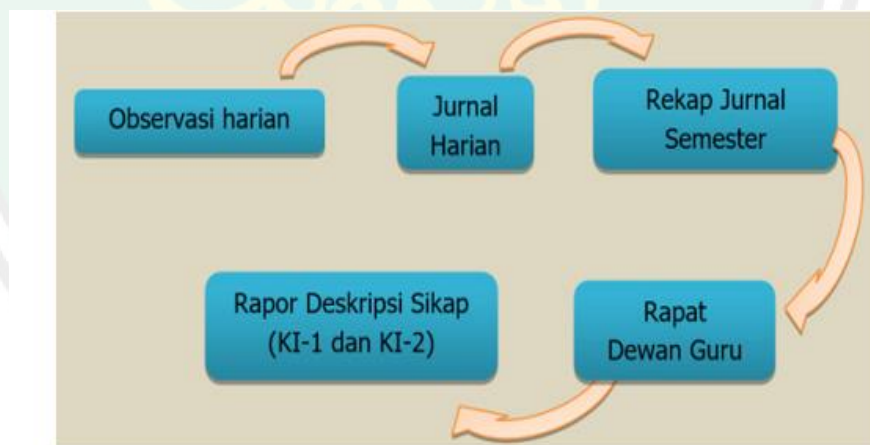 Observasi harian
Jurnal
Harian
Rekap Jurnal
Semester
Rapat
Dewan Guru
Rapor Deskripsi Sikap
(KI-1 dan KI-2)